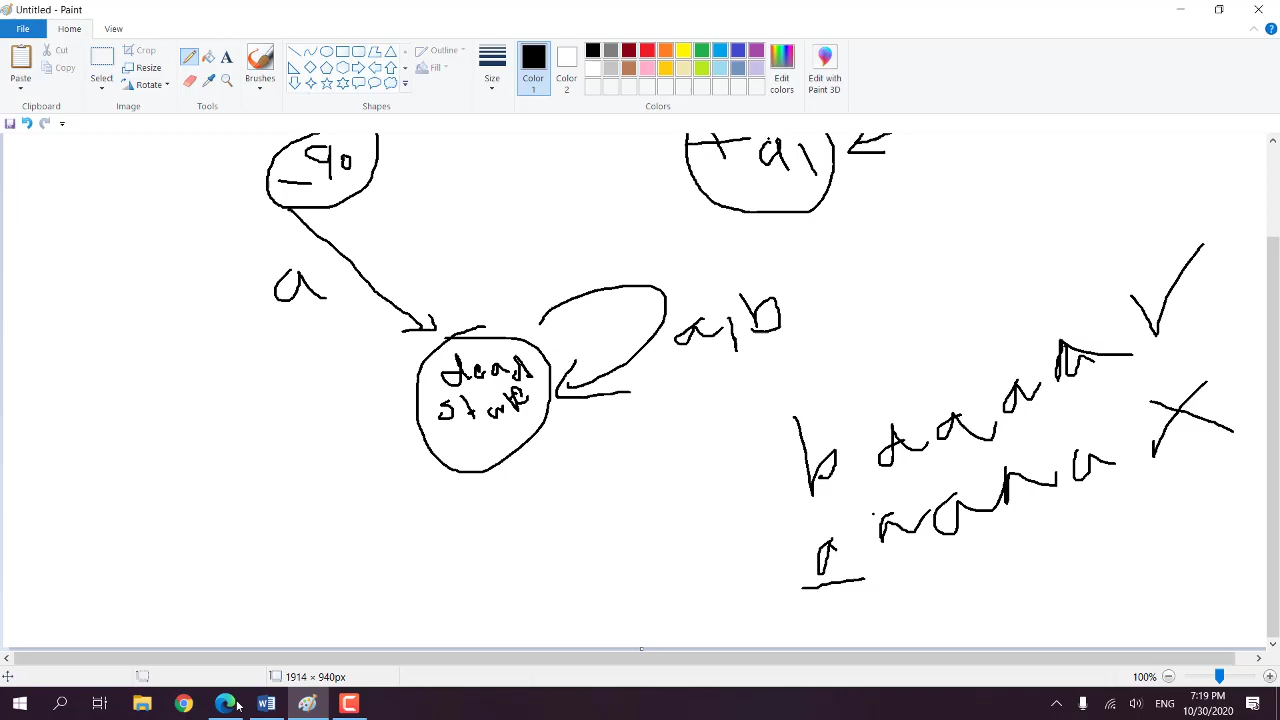 Untitled - Paint
File Home View
Paste
Cut
Copy
Clipboard
Select
Crop
Resize
Rotate
Image
Tools
Brushes
Shapes
Outline
Fill
Size
Color 1
Color 2
Edit colors
Colors
Edit with Paint 3D
- q0
+ q1
a
a,b
dead
state
b a a a a
a a a a a
1914 × 940px
100%
ENG
7:19 PM
10/30/2020